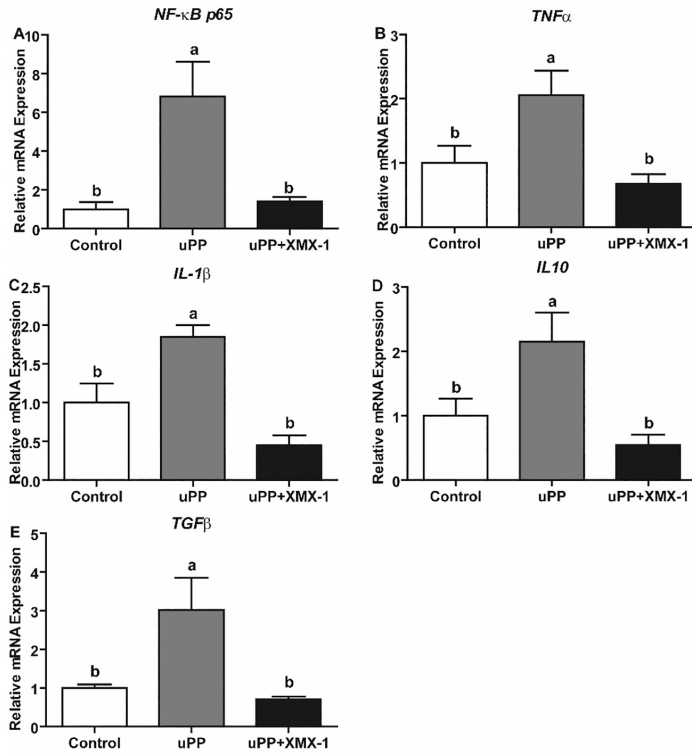 NF-κB p65
A
Relative mRNA Expression
10
8
6
4
2
0
b
a
b
Control
uPP
uPP+XMX-1
TNFα
B
Relative mRNA Expression
3
2
1
0
b
a
b
Control
uPP
uPP+XMX-1
IL-1β
C
Relative mRNA Expression
2.5
2.0
1.5
1.0
0.5
0.0
b
a
b
Control
uPP
uPP+XMX-1
IL10
D
Relative mRNA Expression
3
2
1
0
b
a
b
Control
uPP
uPP+XMX-1
TGFβ
E
Relative mRNA Expression
5
4
3
2
1
0
b
a
b
Control
uPP
uPP+XMX-1